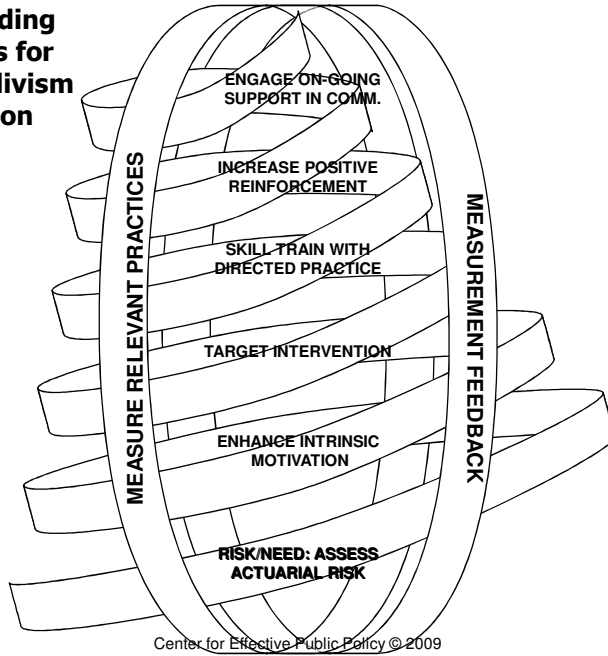 ding
s for
divism
on
ENGAGE ON-GOING
SUPPORT IN COMM.
INCREASE POSITIVE
REINFORCEMENT
SKILL TRAIN WITH
DIRECTED PRACTICE
TARGET INTERVENTION
ENHANCE INTRINSIC
MOTIVATION
RISK/NEED: ASSESS
ACTUARIAL RISK
MEASURE RELEVANT PRACTICES
MEASUREMENT FEEDBACK
Center for Effective Public Policy © 2009